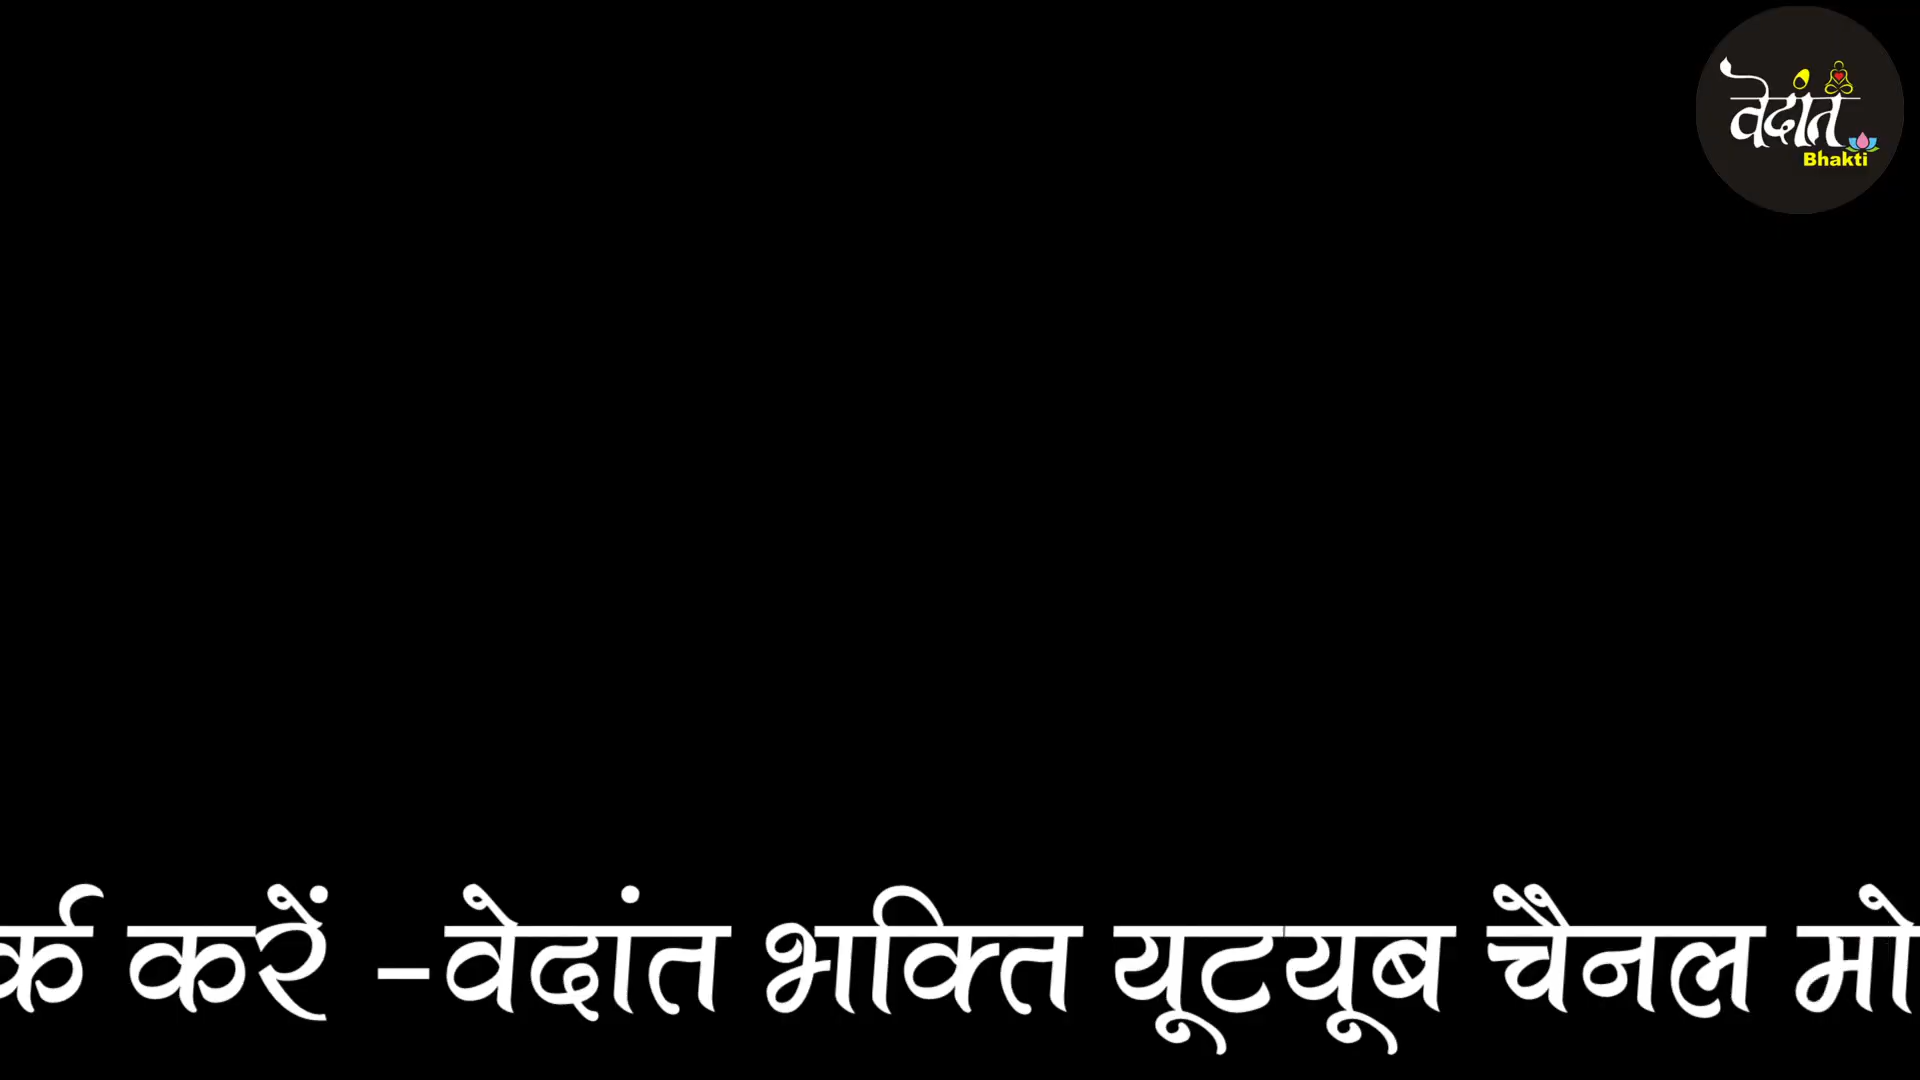 वेदांत
Bhakti
र्क करें -वेदांत भक्ति यूटयूब चैनल मो